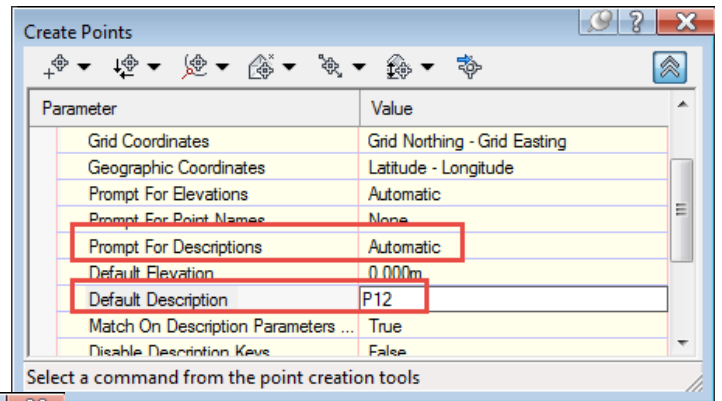 Create Points
Parameter Value
Grid Coordinates Grid Northing - Grid Easting
Geographic Coordinates Latitude - Longitude
Prompt For Elevations Automatic
Prompt For Point Names None
Prompt For Descriptions Automatic
Default Elevation 0.000m
Default Description P12
Match On Description Parameters ... True
Disable Description Keys False
Select a command from the point creation tools